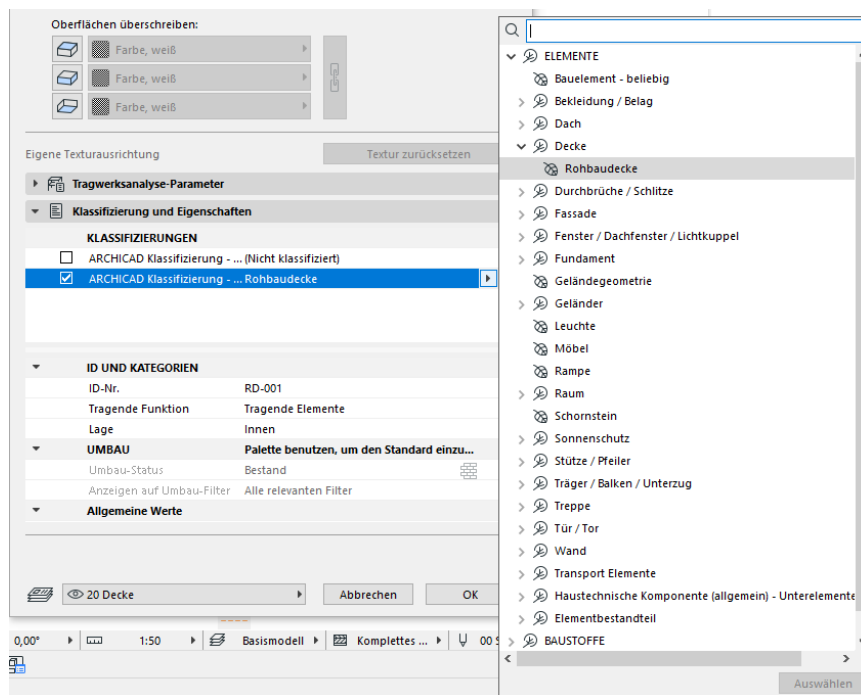 Oberflächen überschreiben:
Farbe, weiß
Farbe, weiß
Farbe, weiß
Eigene Texturausrichtung
Textur zurücksetzen
Tragwerksanalyse-Parameter
Klassifizierung und Eigenschaften
KLASSIFIZIERUNGEN
ARCHICAD Klassifizierung - ... (Nicht klassifiziert)
ARCHICAD Klassifizierung - ... Rohbaudecke
ID UND KATEGORIEN
ID-Nr. RD-001
Tragende Funktion Tragende Elemente
Lage Innen
UMBAU Palette benutzen, um den Standard einzu...
Umbau-Status Bestand
Anzeigen auf Umbau-Filter Alle relevanten Filter
Allgemeine Werte
20 Decke
Abbrechen
OK
0,00° 1:50 Basismodell Komplettes ... 00
ELEMENTE
Bauelement - beliebig
Bekleidung / Belag
Dach
Decke
Rohbaudecke
Durchbrüche / Schlitze
Fassade
Fenster / Dachfenster / Lichtkuppel
Fundament
Geländegeometrie
Geländer
Leuchte
Möbel
Rampe
Raum
Schornstein
Sonnenschutz
Stütze / Pfeiler
Träger / Balken / Unterzug
Treppe
Tür / Tor
Wand
Transport Elemente
Haustechnische Komponente (allgemein) - Unterelemente
Elementbestandteil
BAUSTOFFE
Auswählen